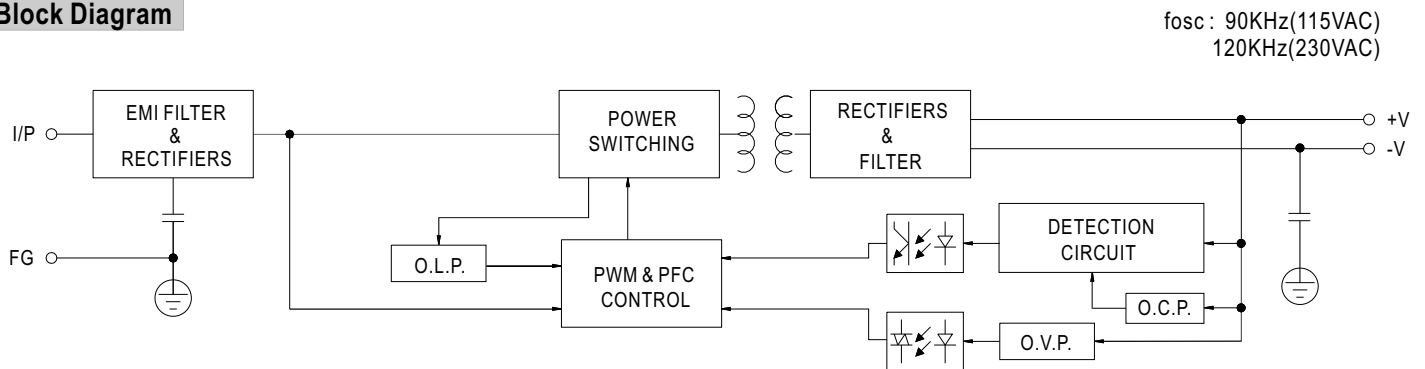 Block Diagram
fosc : 90KHz(115VAC)
120KHz(230VAC)
I/P
EMI FILTER
&
RECTIFIERS
POWER
SWITCHING
RECTIFIERS
&
FILTER
+V
-V
FG
O.L.P.
PWM & PFC
CONTROL
DETECTION
CIRCUIT
O.C.P.
O.V.P.